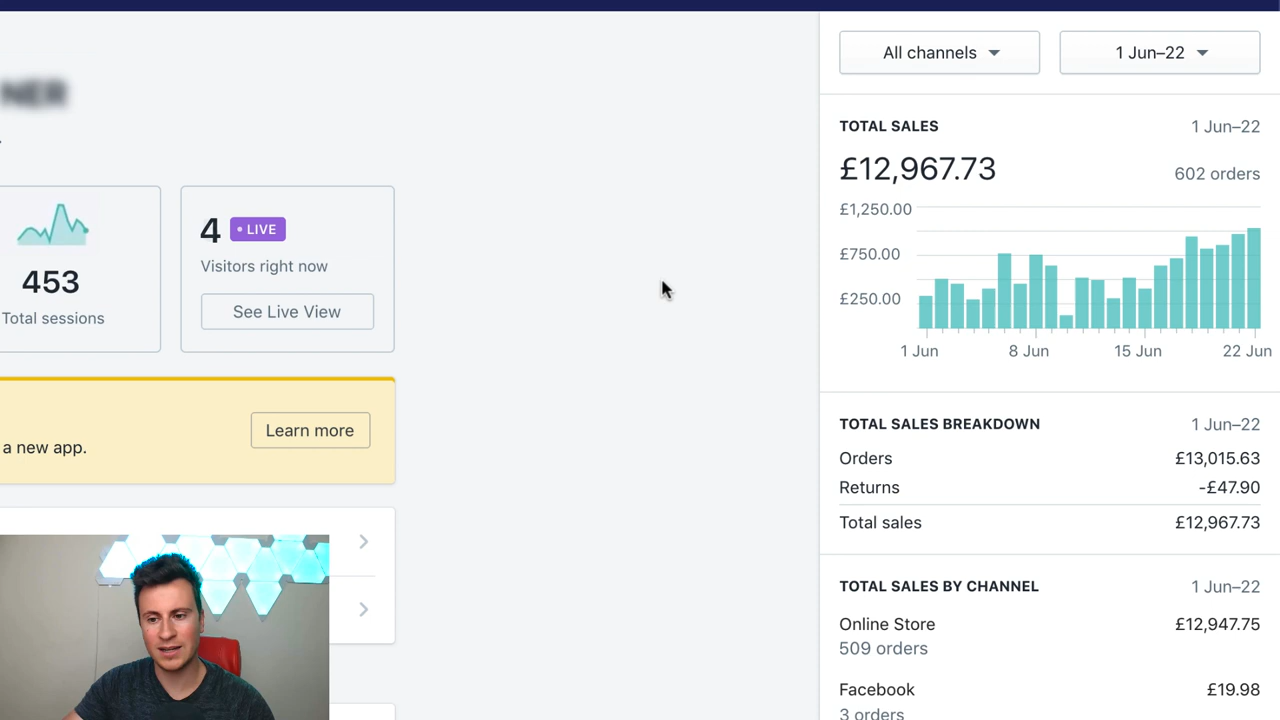 NER
453
Total sessions
4 • LIVE
Visitors right now
See Live View
Learn more
a new app.
All channels
1 Jun–22
TOTAL SALES
1 Jun–22
£12,967.73
602 orders
£1,250.00
£750.00
£250.00
1 Jun
8 Jun
15 Jun
22 Jun
TOTAL SALES BREAKDOWN
1 Jun–22
Orders
£13,015.63
Returns
-£47.90
Total sales
£12,967.73
TOTAL SALES BY CHANNEL
1 Jun–22
Online Store
£12,947.75
509 orders
Facebook
£19.98
3 orders